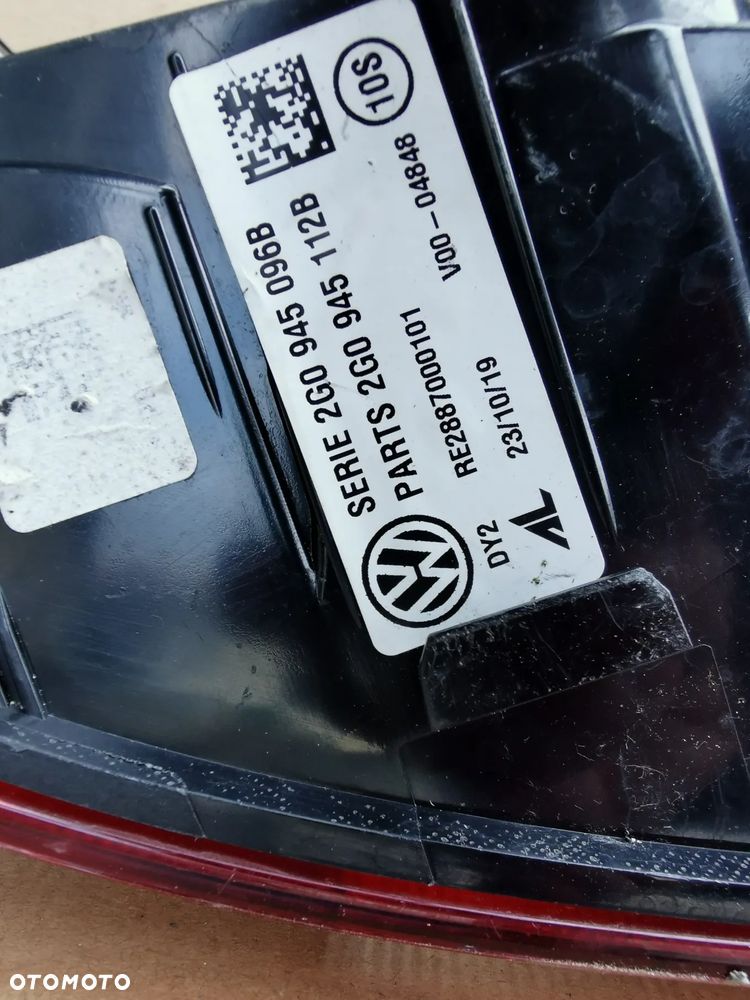 10S
SERIE 2G0 945 096B
PARTS 2G0 945 112B
RE2887000101 V00-04848
DY2 23/10/19
AL
OTOMOTO